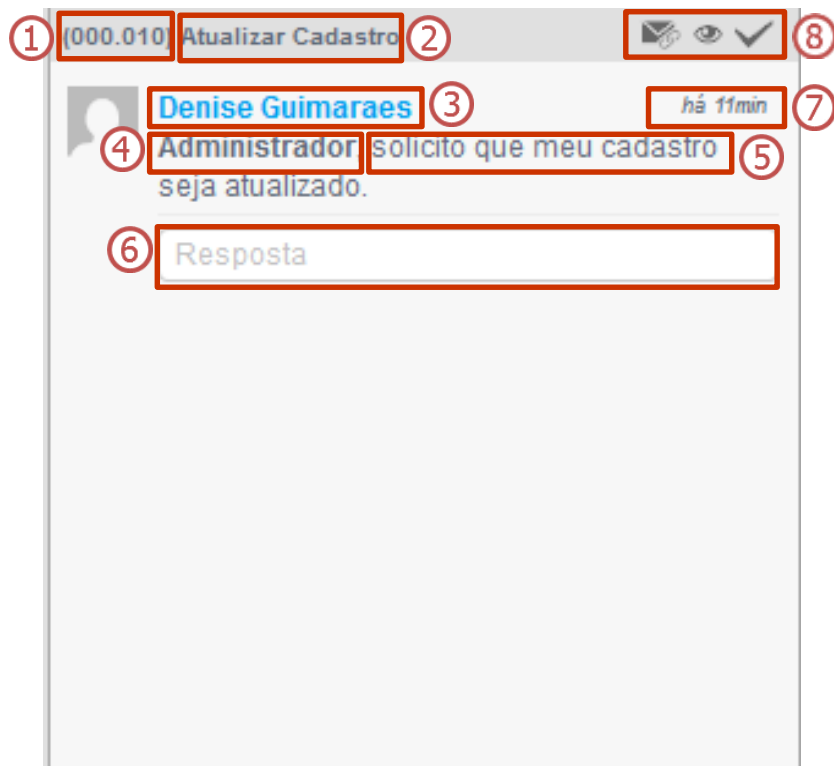 1 (000.010) Atualizar Cadastro 2 8
3 Denise Guimaraes há 11min 7
4 Administrador, solicito que meu cadastro 5
seja atualizado.
6 Resposta